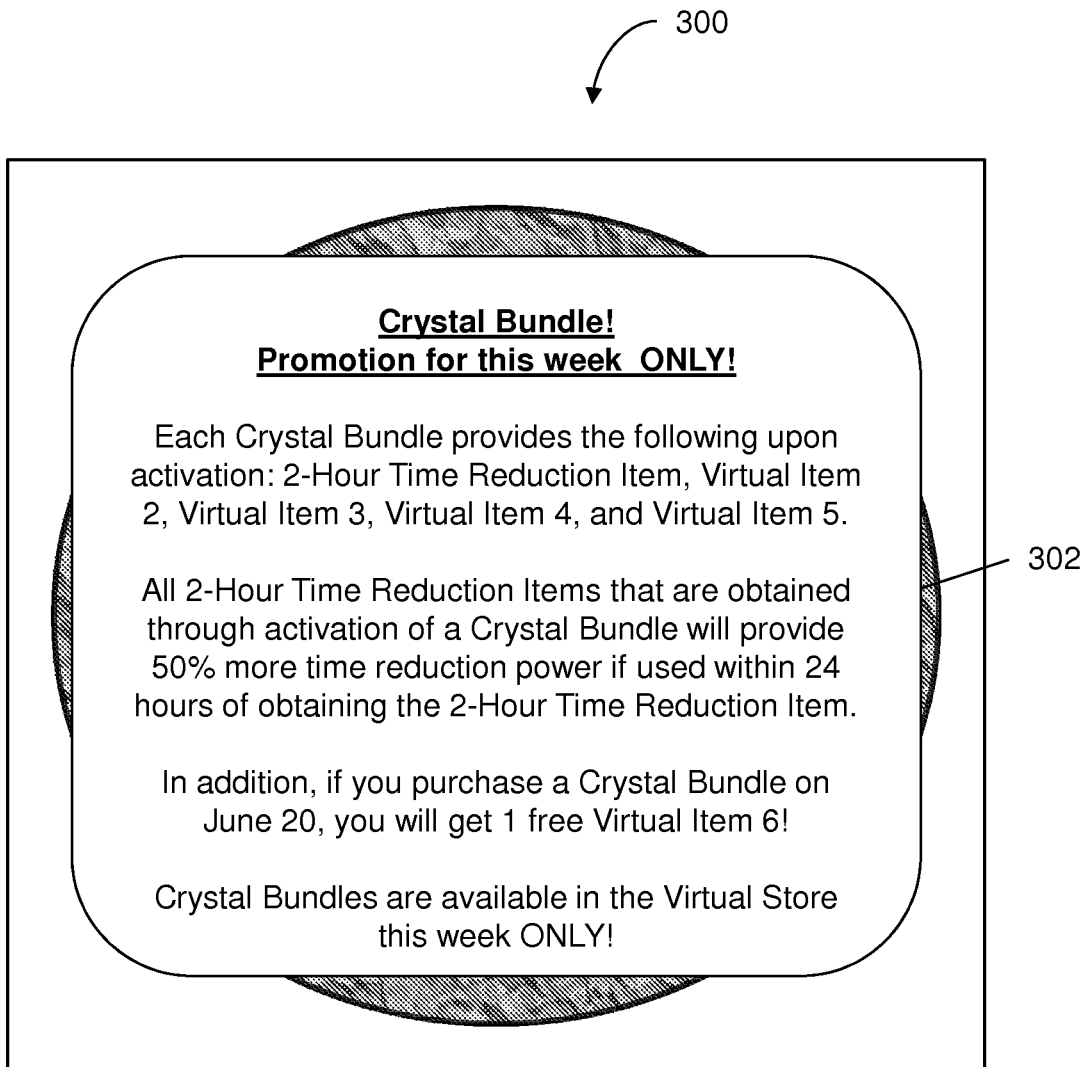 300
Crystal Bundle!
Promotion for this week ONLY!
Each Crystal Bundle provides the following upon
activation: 2-Hour Time Reduction Item, Virtual Item
2, Virtual Item 3, Virtual Item 4, and Virtual Item 5.
302
All 2-Hour Time Reduction Items that are obtained
through activation of a Crystal Bundle will provide
50% more time reduction power if used within 24
hours of obtaining the 2-Hour Time Reduction Item.
In addition, if you purchase a Crystal Bundle on
June 20, you will get 1 free Virtual Item 6!
Crystal Bundles are available in the Virtual Store
this week ONLY!